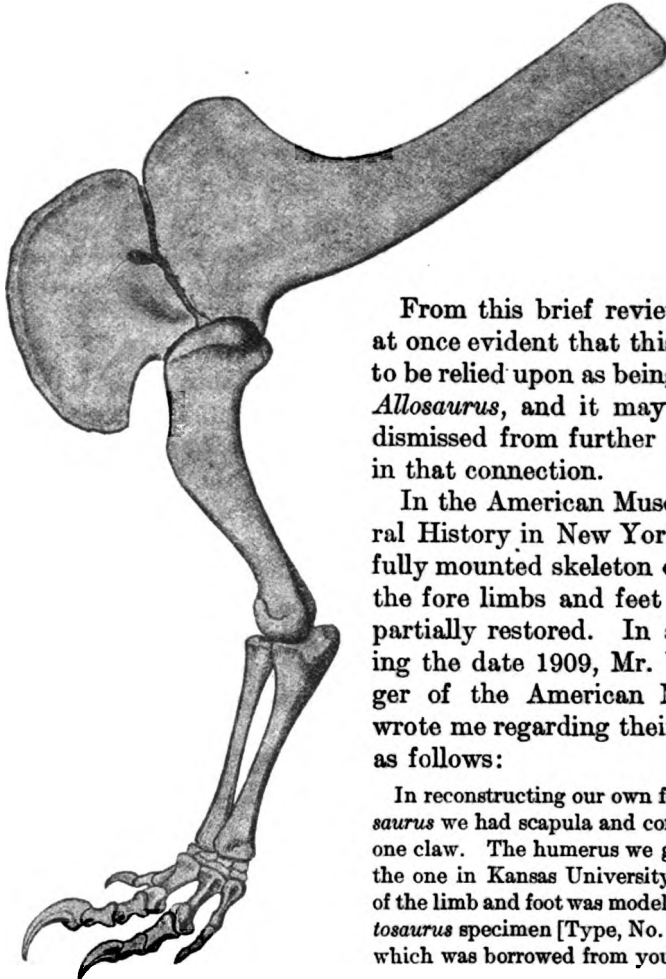 From this brief review
at once evident that this
to be relied upon as being
Allosaurus, and it may
dismissed from further
in that connection.
In the American Muse
ral History in New Yor
fully mounted skeleton
the fore limbs and feet
partially restored. In
ing the date 1909, Mr.
ger of the American
wrote me regarding thei
as follows:
In reconstructing our own f
saurus we had scapula and co
one claw. The humerus we g
the one in Kansas University
of the limb and foot was model
tosaurus specimen [Type, No.
which was borrowed from you